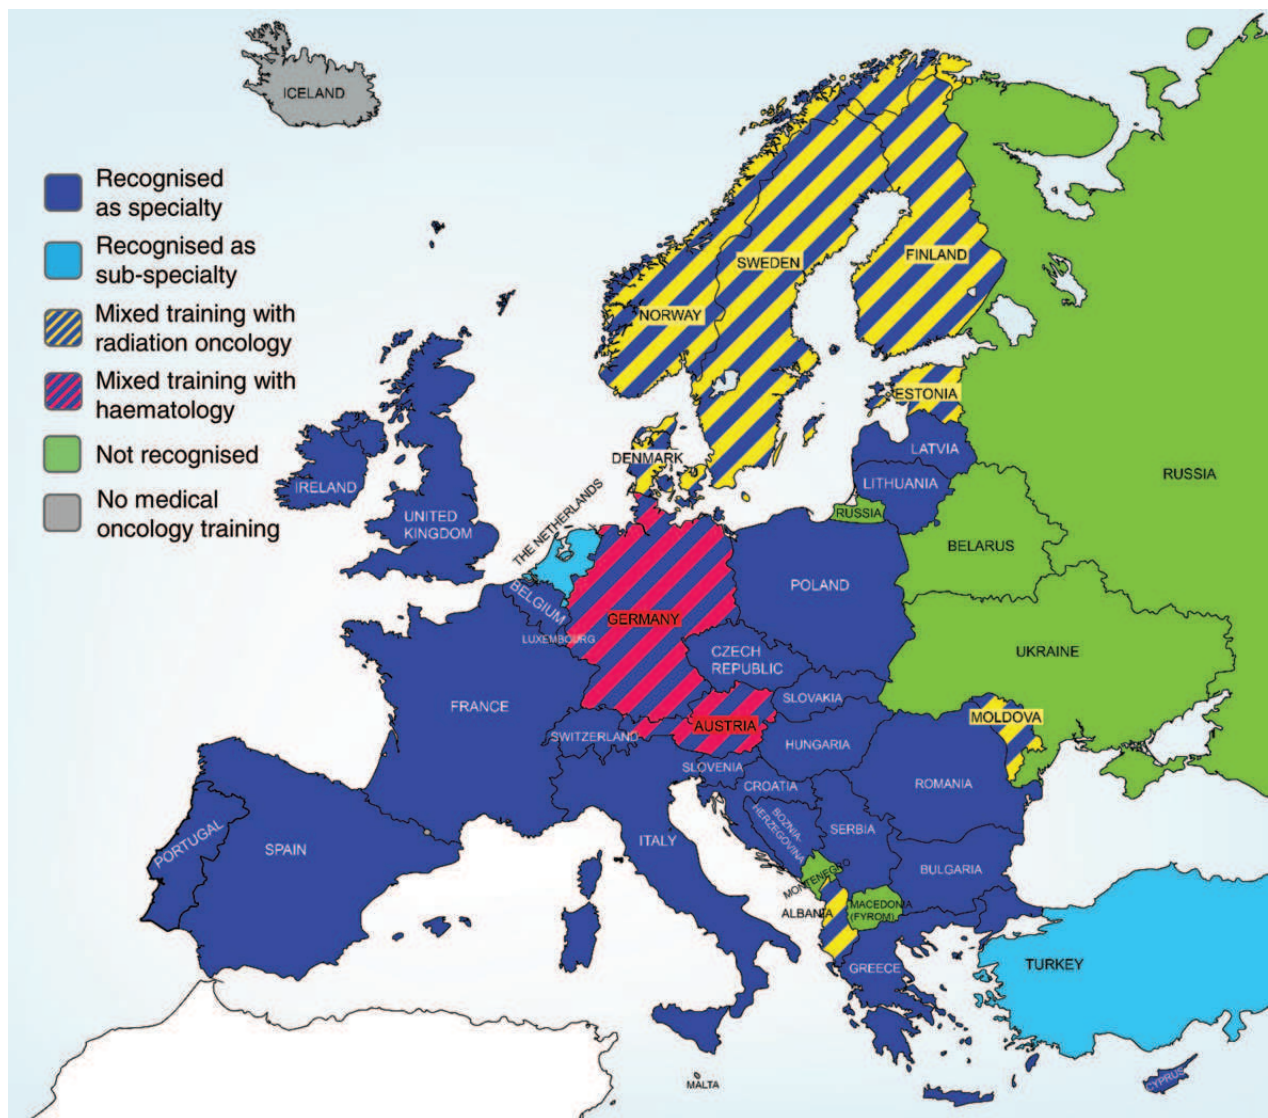 ICELAND
Recognised
as specialty
Recognised as
sub-specialty
Mixed training with
radiation oncology
Mixed training with
haematology
Not recognised
No medical
oncology training
NORWAY
SWEDEN
FINLAND
ESTONIA
LATVIA
LITHUANIA
RUSSIA
RUSSIA
BELARUS
DENMARK
IRELAND
UNITED
KINGDOM
THE NETHERLANDS
BELGIUM
LUXEMBOURG
GERMANY
POLAND
CZECH
REPUBLIC
SLOVAKIA
UKRAINE
FRANCE
SWITZERLAND
AUSTRIA
HUNGARIA
MOLDOVA
SLOVENIA
CROATIA
ROMANIA
BOZNIA-
HERZEGOVINA
SERBIA
PORTUGAL
SPAIN
ITALY
MONTENEGRO
BULGARIA
ALBANIA
MACEDONIA
(FYROM)
GREECE
TURKEY
MALTA
CYPRUS